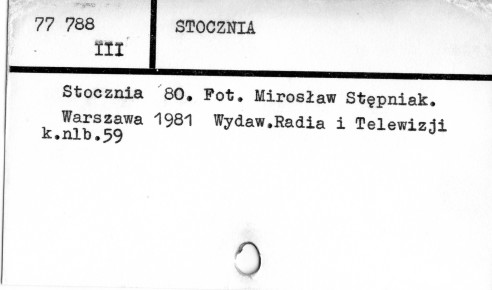 77 788
III
STOCZNIA
Stocznia '80. Fot. Mirosław Stępniak.
Warszawa 1981 Wydaw.Radia i Telewizji
k.nlb.59